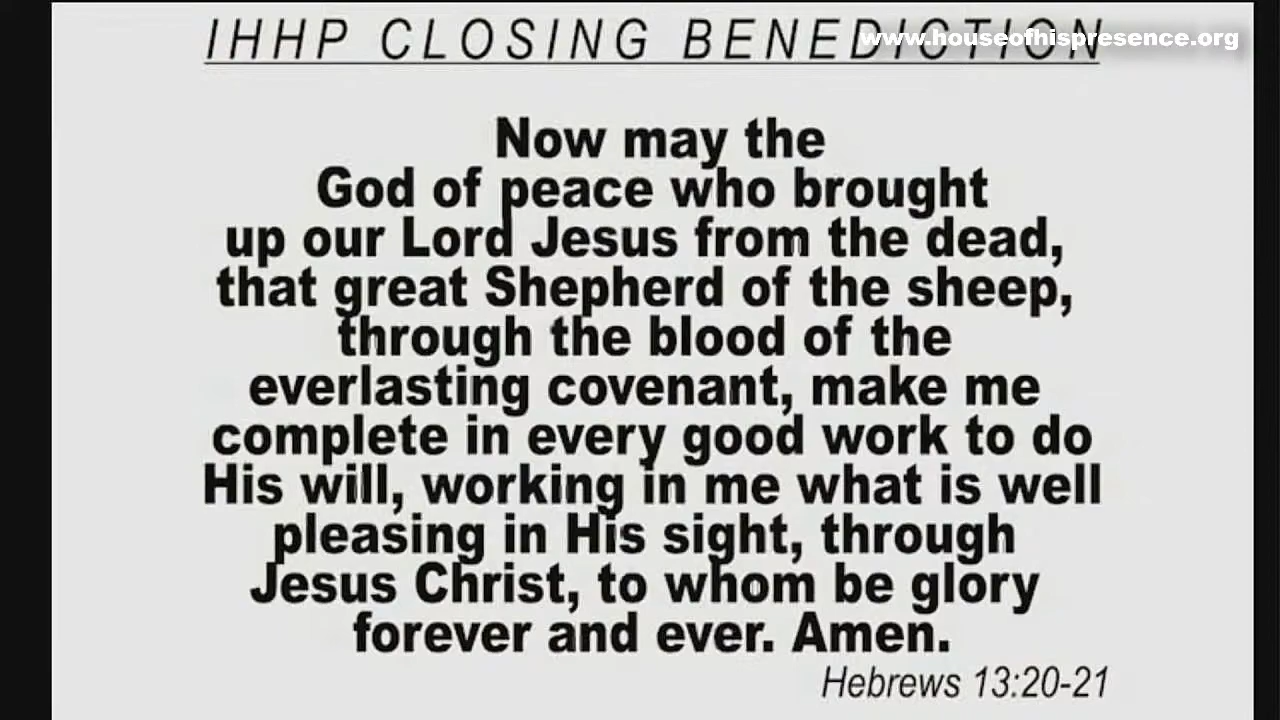 IHHP CLOSING BENEDICTION
www.houseofhispresence.org
Now may the
God of peace who brought
up our Lord Jesus from the dead,
that great Shepherd of the sheep,
through the blood of the
everlasting covenant, make me
complete in every good work to do
His will, working in me what is well
pleasing in His sight, through
Jesus Christ, to whom be glory
forever and ever. Amen.
Hebrews 13:20-21